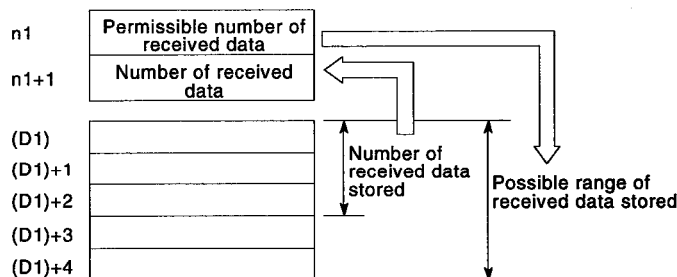 n1
Permissible number of
received data
n1+1
Number of received
data
(D1)
(D1)+1
(D1)+2
(D1)+3
(D1)+4
Number of
received data
stored
Possible range of
received data stored